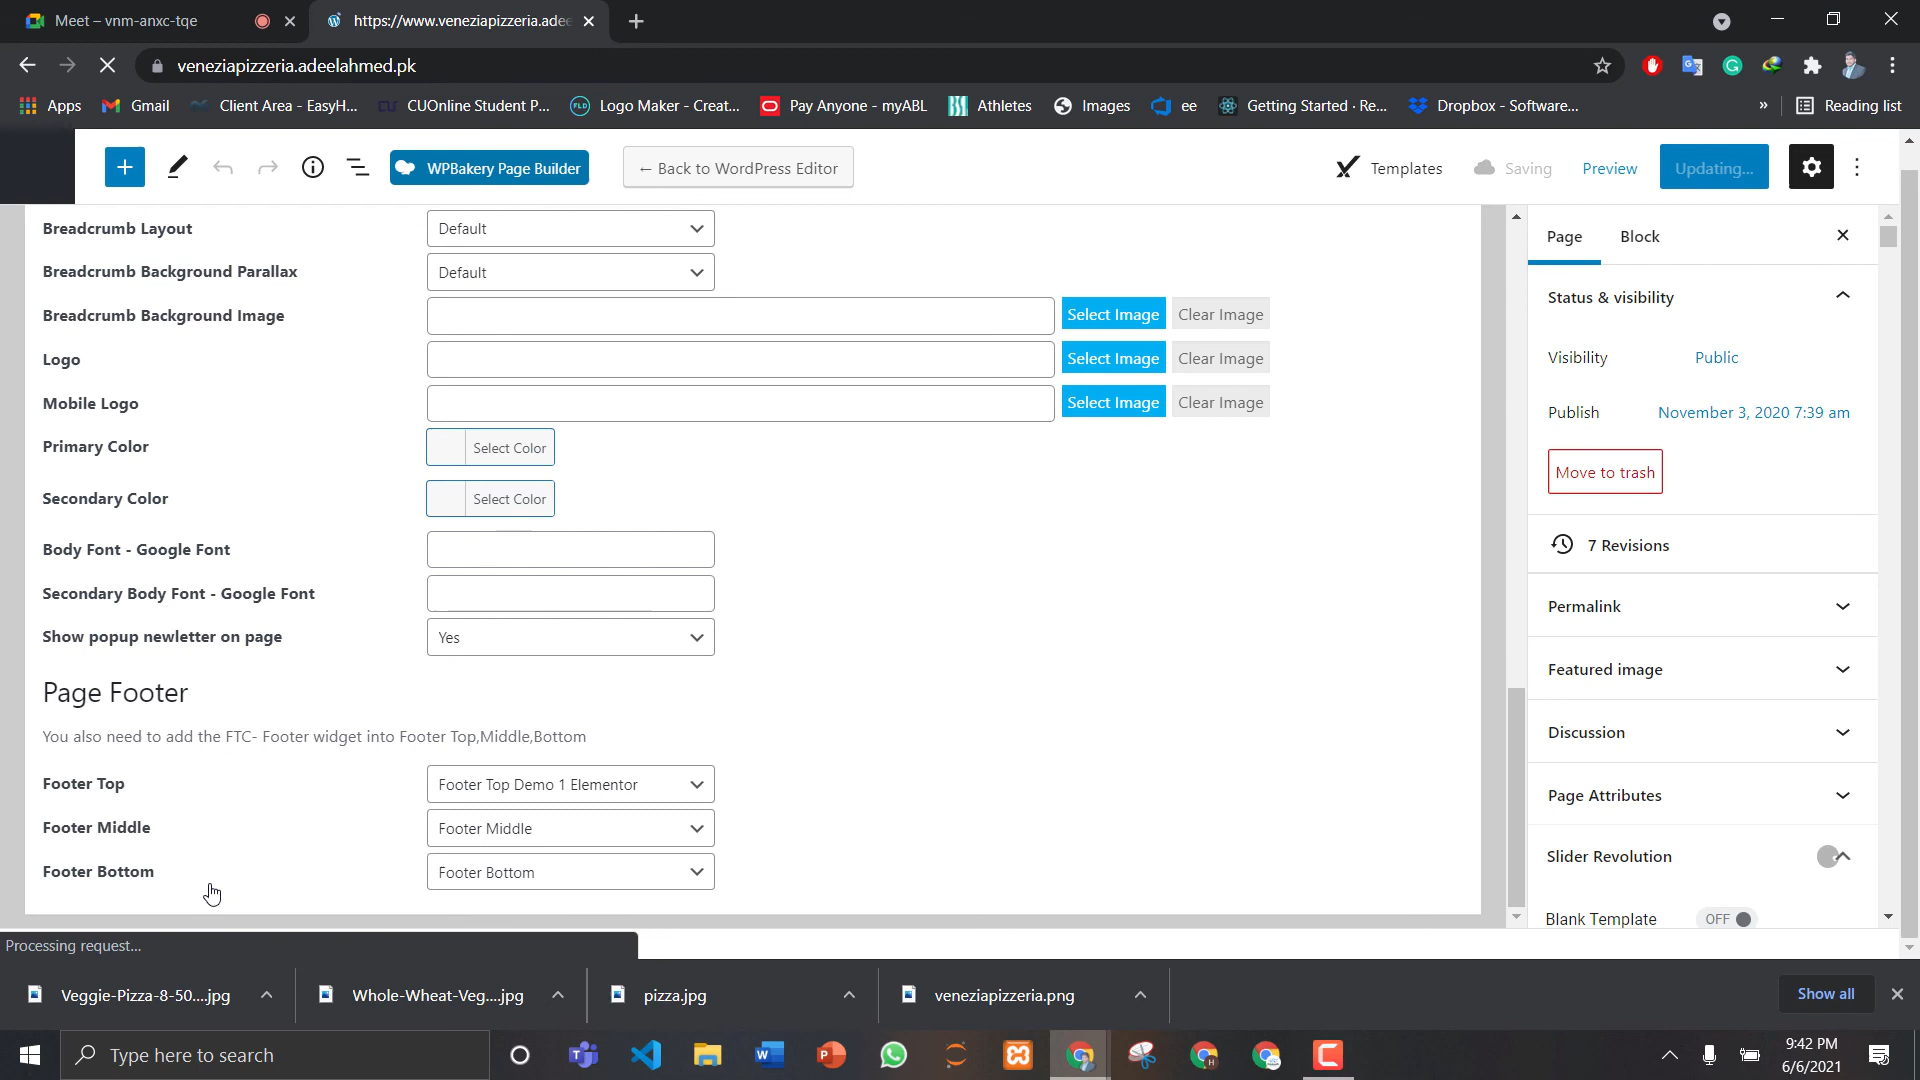 Meet – vnm-anxc-tqe
https://www.veneziapizzeria.adee
veneziapizzeria.adeelahmed.pk
Apps
Gmail
Client Area - EasyH...
CUOnline Student P...
Logo Maker - Creat...
Pay Anyone - myABL
Athletes
Images
ee
Getting Started · Re...
Dropbox - Software...
»
Reading list
WPBakery Page Builder
← Back to WordPress Editor
Templates
Saving
Preview
Updating...
Breadcrumb Layout
Default
Breadcrumb Background Parallax
Default
Breadcrumb Background Image
Select Image
Clear Image
Logo
Select Image
Clear Image
Mobile Logo
Select Image
Clear Image
Primary Color
Select Color
Secondary Color
Select Color
Body Font - Google Font
Secondary Body Font - Google Font
Show popup newletter on page
Yes
Page Footer
You also need to add the FTC- Footer widget into Footer Top,Middle,Bottom
Footer Top
Footer Top Demo 1 Elementor
Footer Middle
Footer Middle
Footer Bottom
Footer Bottom
Page
Block
Status & visibility
Visibility
Public
Publish
November 3, 2020 7:39 am
Move to trash
7 Revisions
Permalink
Featured image
Discussion
Page Attributes
Slider Revolution
Blank Template
OFF
Processing request...
Veggie-Pizza-8-50....jpg
Whole-Wheat-Veg....jpg
pizza.jpg
veneziapizzeria.png
Show all
Type here to search
9:42 PM
6/6/2021